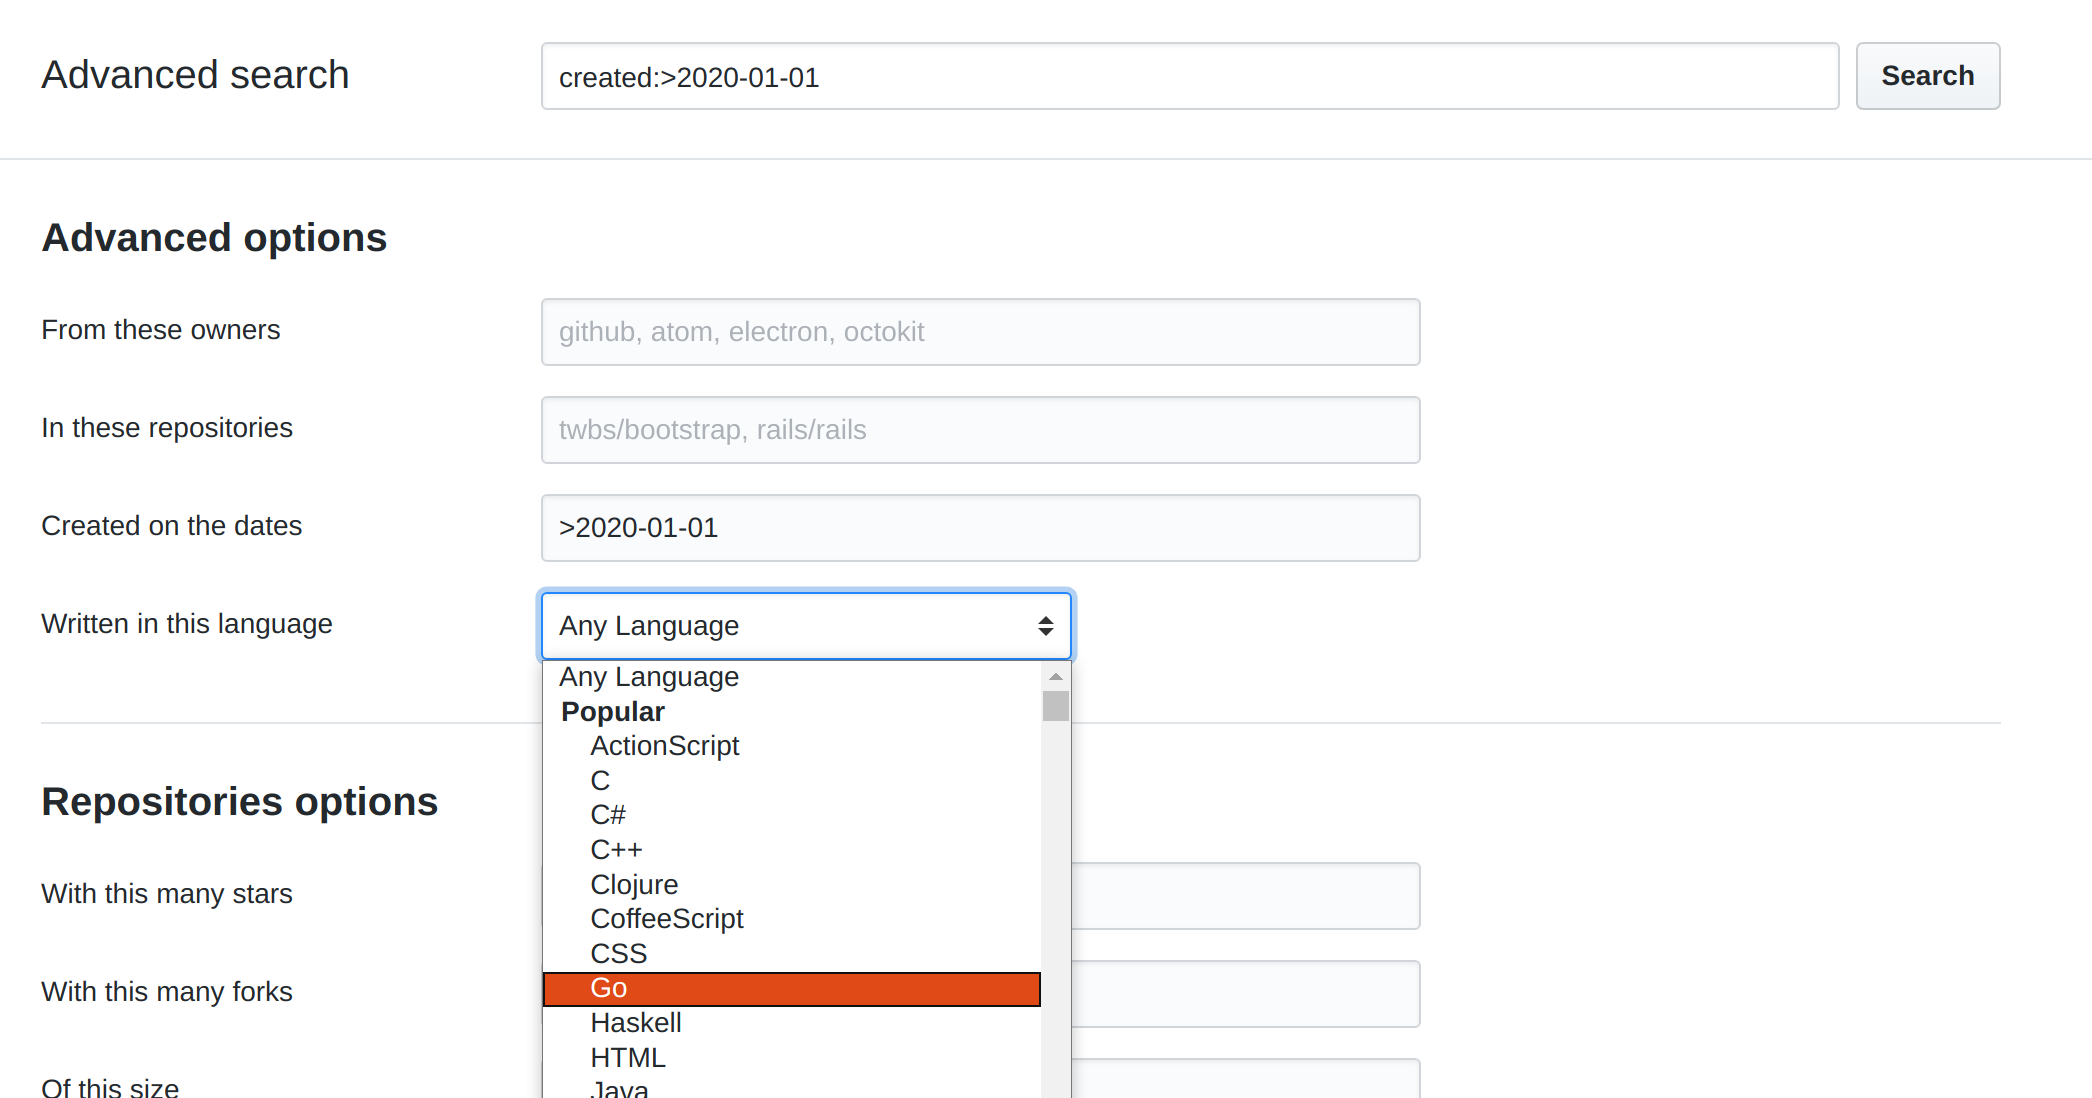 Advanced search
created:>2020-01-01
Search
Advanced options
From these owners
github, atom, electron, octokit
In these repositories
twbs/bootstrap, rails/rails
Created on the dates
>2020-01-01
Written in this language
Any Language
Any Language
Popular
ActionScript
C
C#
C++
Clojure
CoffeeScript
CSS
Go
Haskell
HTML
Java
Repositories options
With this many stars
With this many forks
Of this size